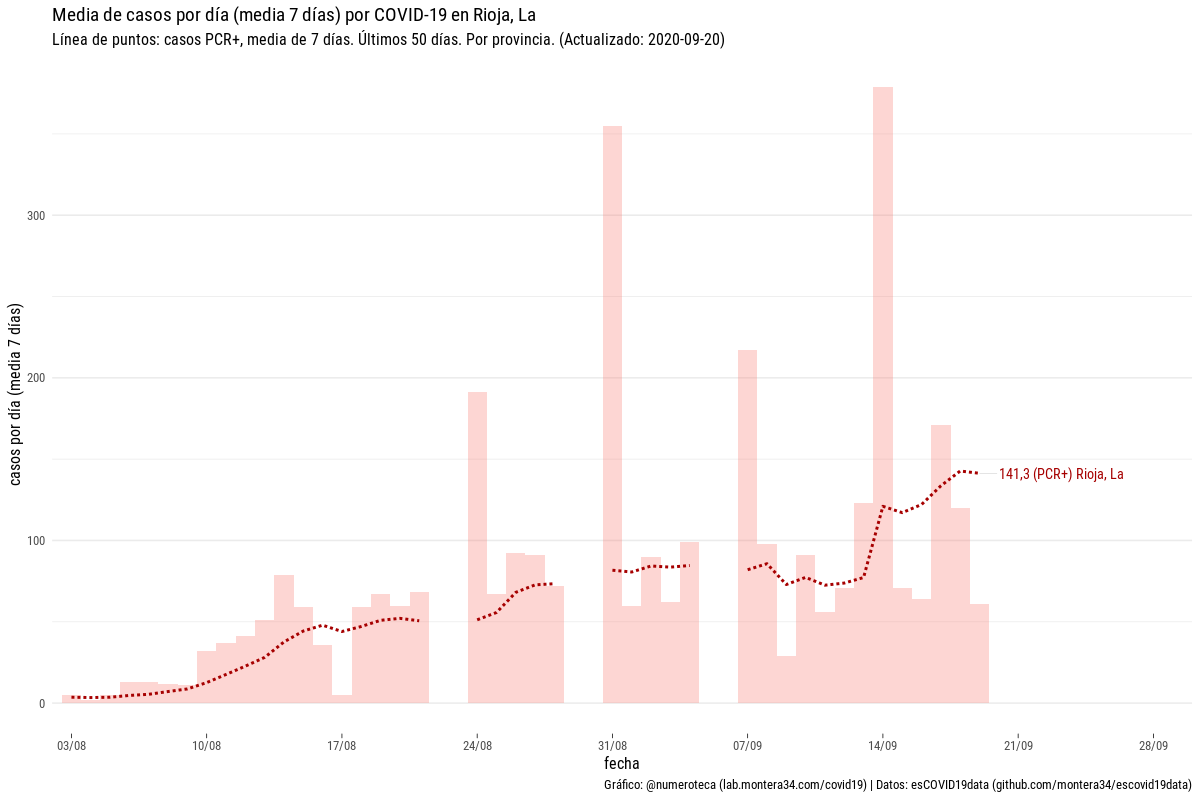 Media de casos por día (media 7 días) por COVID-19 en Rioja, La
Línea de puntos: casos PCR+, media de 7 días. Últimos 50 días. Por provincia. (Actualizado: 2020-09-20)
casos por día (media 7 días)
300
200
100
0
141,3 (PCR+) Rioja, La
03/08
10/08
17/08
24/08
31/08
07/09
14/09
21/09
28/09
fecha
Gráfico: @numeroteca (lab.montera34.com/covid19) | Datos: esCOVID19data (github.com/montera34/escovid19data)